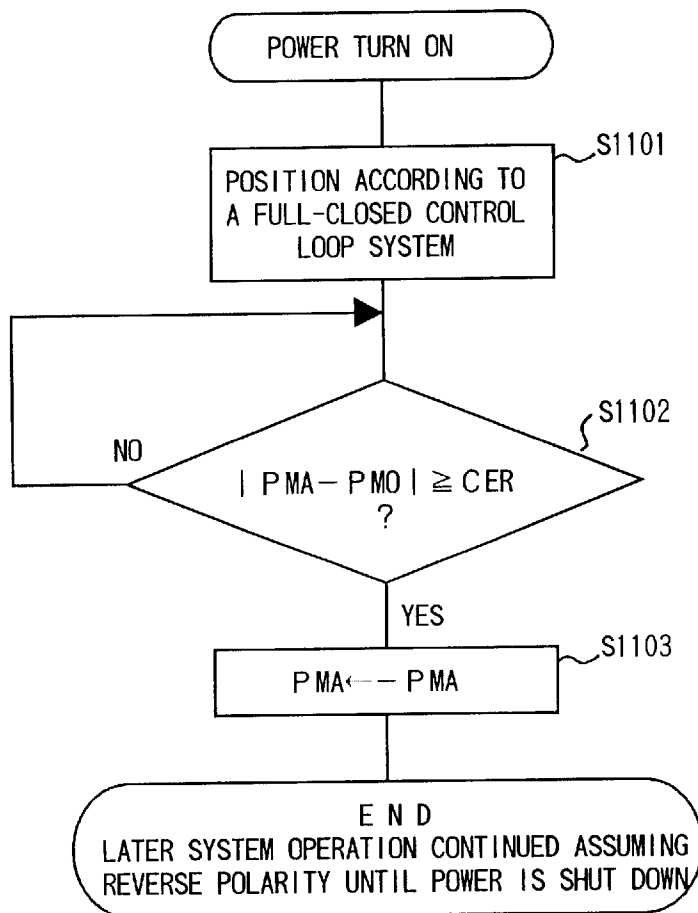 POWER TURN ON
S1101
POSITION ACCORDING TO
A FULL-CLOSED CONTROL
LOOP SYSTEM
S1102
NO
| PMA − PMO | ≧ CER
?
YES
S1103
PMA ← − PMA
E N D
LATER SYSTEM OPERATION CONTINUED ASSUMING
REVERSE POLARITY UNTIL POWER IS SHUT DOWN